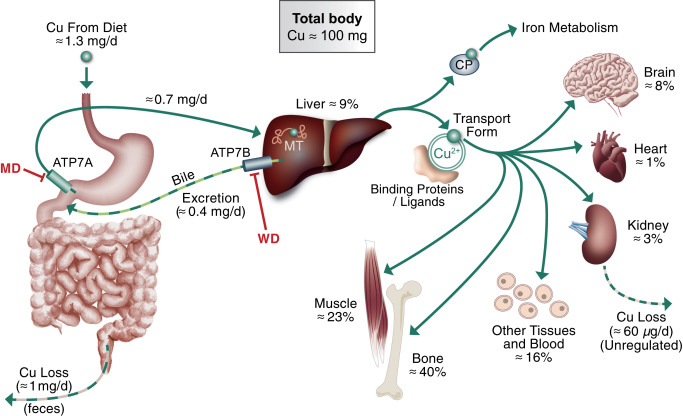 Total body
Cu ≈ 100 mg
Cu From Diet
≈1.3 mg/d
≈0.7 mg/d
ATP7A
MD
Liver ≈ 9%
MT
ATP7B
Bile
Excretion
(≈0.4 mg/d)
WD
CP
Iron Metabolism
Transport
Form
Cu2+
Binding Proteins
/ Ligands
Brain
≈8%
Heart
≈1%
Kidney
≈3%
Cu Loss
(≈ 60 µg/d)
(Unregulated)
Muscle
≈23%
Bone
≈40%
Other Tissues
and Blood
≈16%
Cu Loss
(≈1mg/d)
(feces)